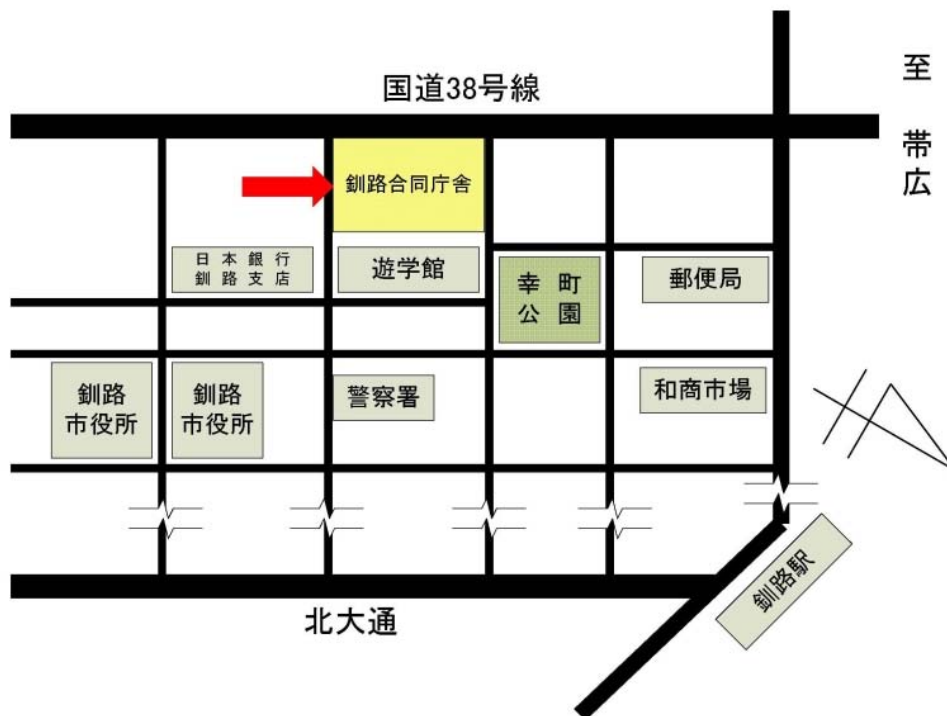 国道38号線
至 帯広
釧路合同庁舎
日本銀行
釧路支店
遊学館
幸町
公園
郵便局
釧路
市役所
釧路
市役所
警察署
和商市場
釧路駅
北大通